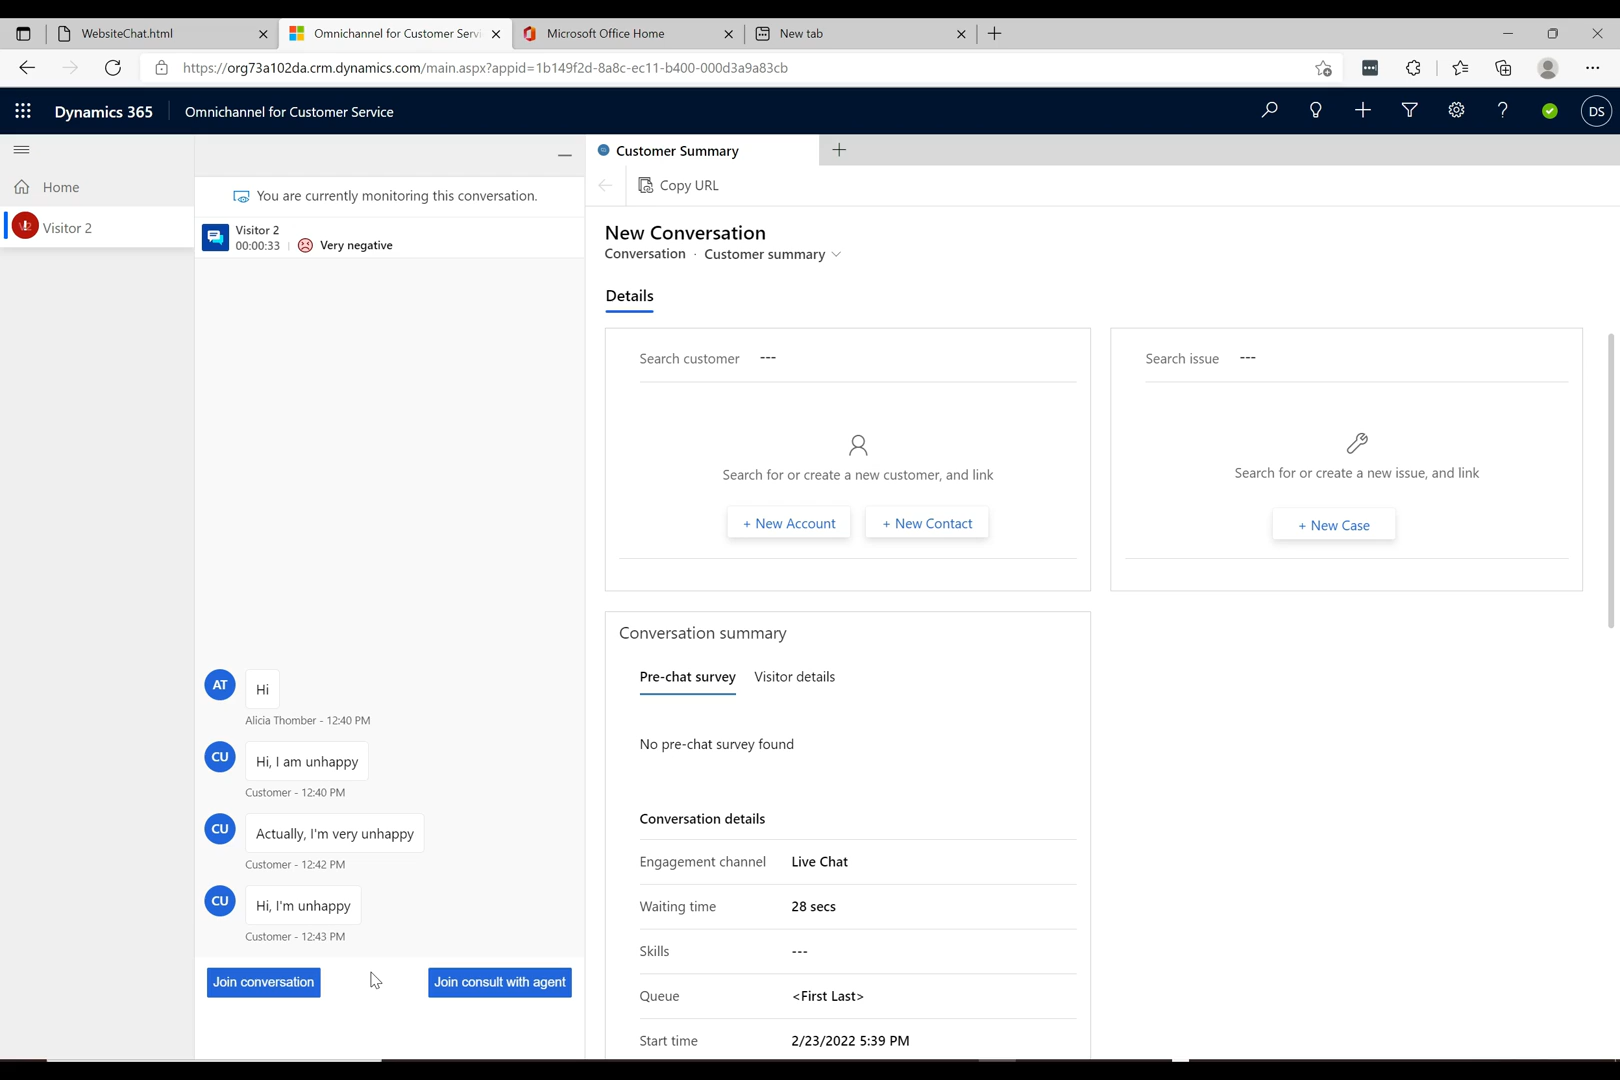 WebsiteChat.html
Omnichannel for Customer Servi
Microsoft Office Home
New tab
https://org73a102da.crm.dynamics.com/main.aspx?appid=1b149f2d-8a8c-ec11-b400-000d3a9a83cb
Dynamics 365
Omnichannel for Customer Service
DS
Home
Visitor 2
You are currently monitoring this conversation.
Visitor 2
00:00:33
Very negative
AT
Hi
Alicia Thomber - 12:40 PM
CU
Hi, I am unhappy
Customer - 12:40 PM
CU
Actually, I'm very unhappy
Customer - 12:42 PM
CU
Hi, I'm unhappy
Customer - 12:43 PM
Join conversation
Join consult with agent
Customer Summary
Copy URL
New Conversation
Conversation · Customer summary
Details
Search customer ---
Search for or create a new customer, and link
+ New Account
+ New Contact
Search issue ---
Search for or create a new issue, and link
+ New Case
Conversation summary
Pre-chat survey
Visitor details
No pre-chat survey found
Conversation details
Engagement channel Live Chat
Waiting time 28 secs
Skills ---
Queue <First Last>
Start time 2/23/2022 5:39 PM